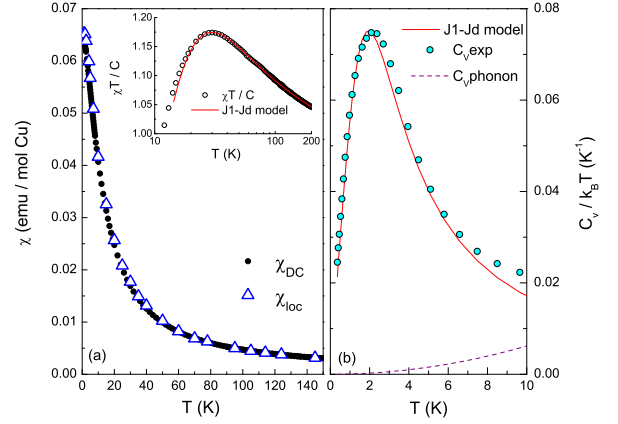 0.07
0.06
0.05
0.04
0.03
0.02
0.01
0.00
χ (emu / mol Cu)
0 20 40 60 80 100 120 140
T (K)
(a)
χDC
χloc
1.20
1.15
1.10
1.05
1.00
χT / C
10 100 200
T (K)
χT / C
J1-Jd model
J1-Jd model
CVexp
CVphonon
(b)
0 2 4 6 8 10
T (K)
0.08
0.04
0.02
0.00
Cv / kBT (K-1)